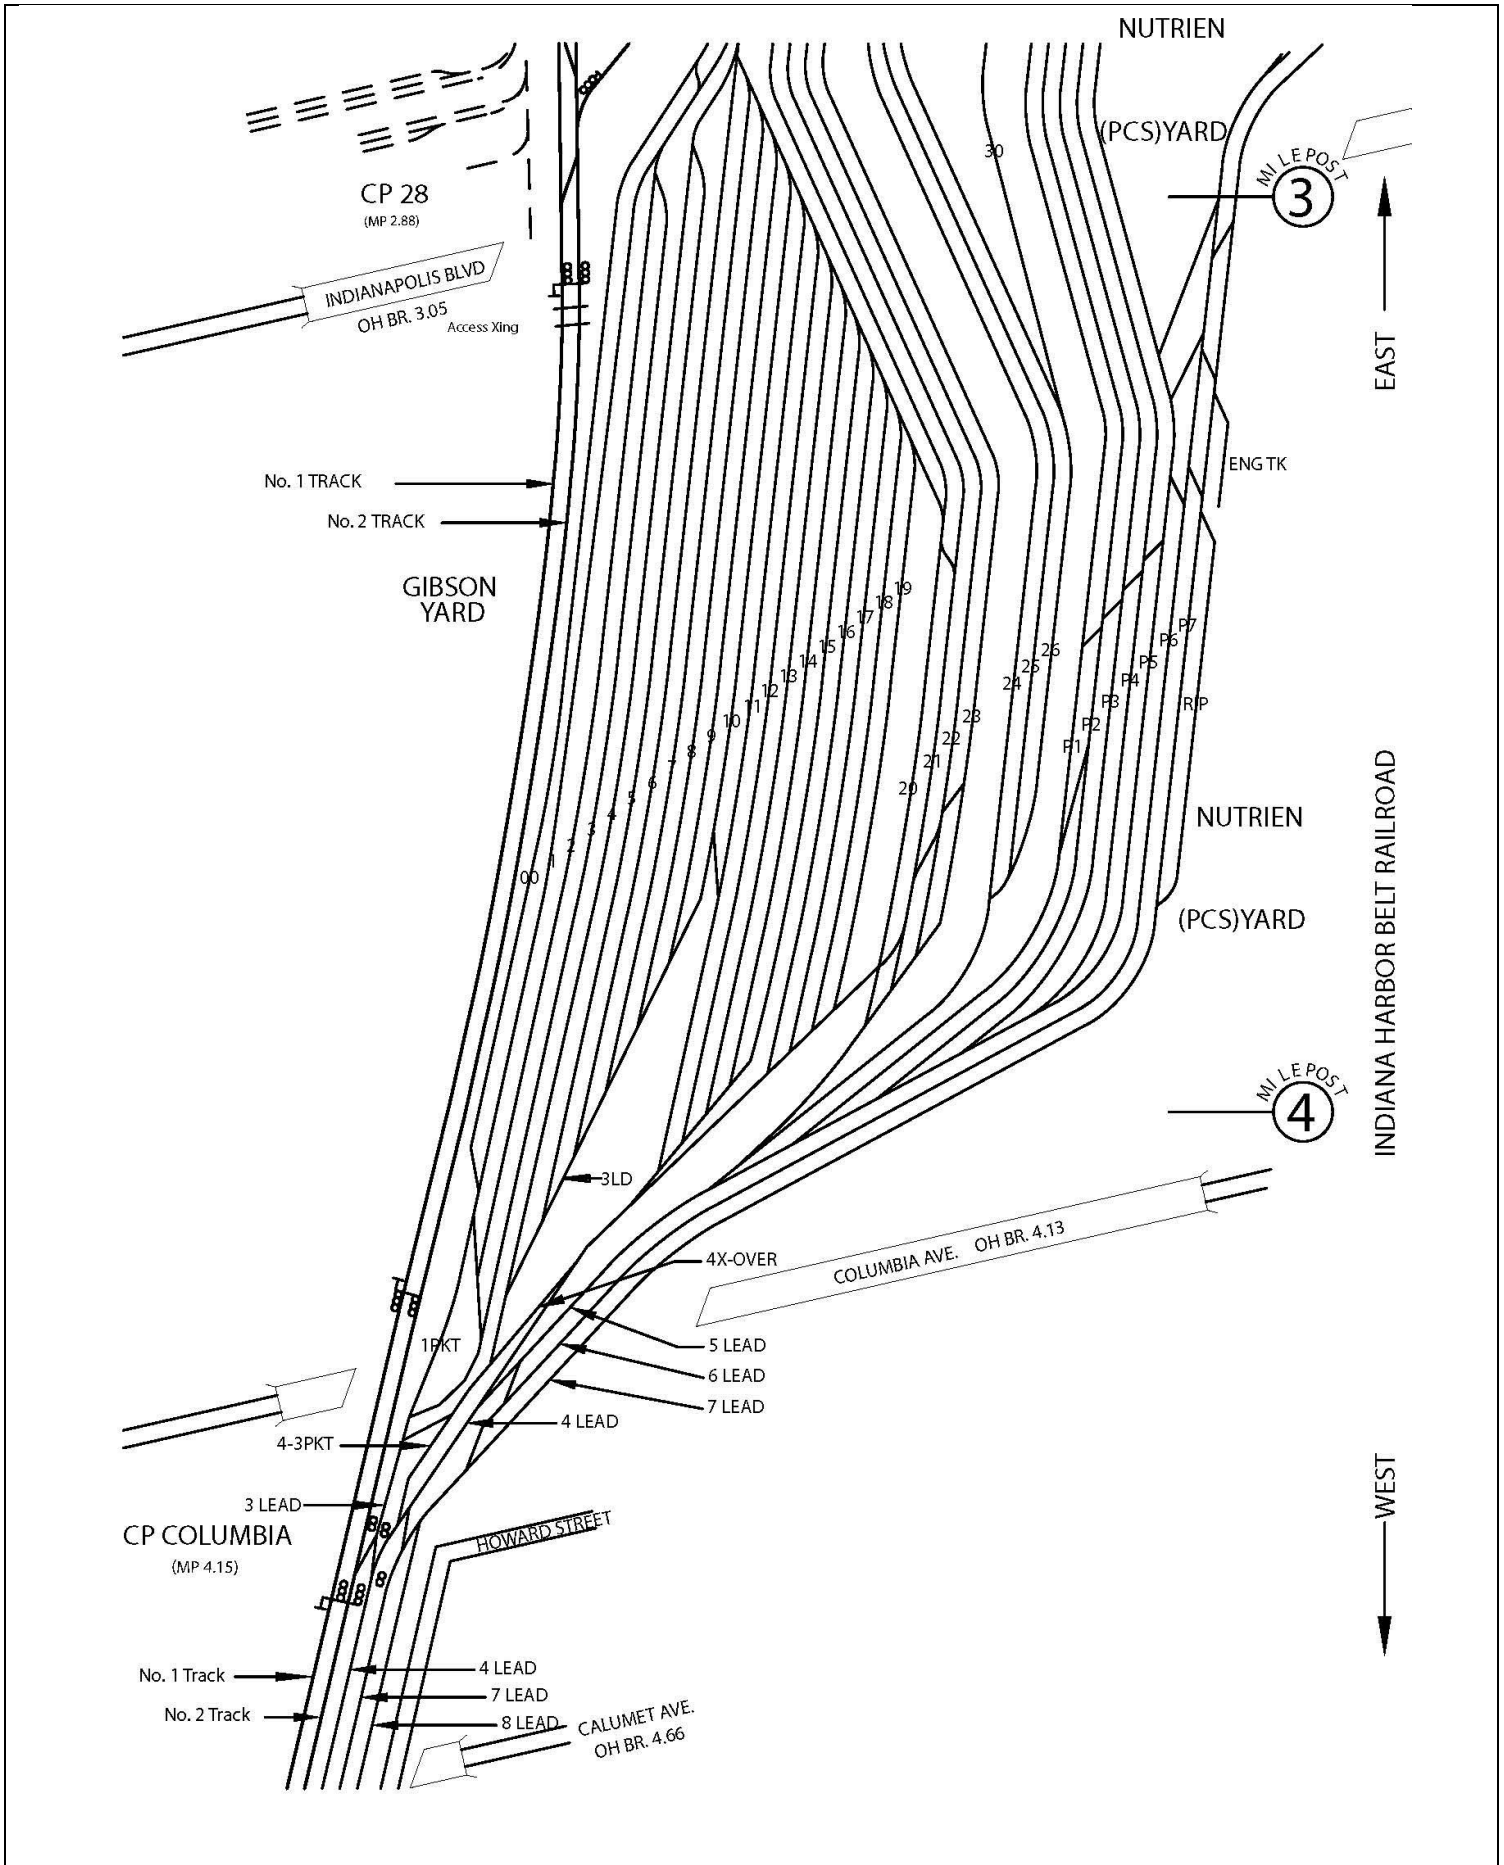 NUTRIEN
(PCS)YARD
30
MILEPOST
3
CP 28
(MP 2.88)
INDIANAPOLIS BLVD
OH BR. 3.05
Access Xing
EAST
No. 1 TRACK
ENG TK
No. 2 TRACK
GIBSON
YARD
19
18
17
16
15
14
13
12
11
10
9
8
7
6
5
4
3
2
1
00
26
25
24
23
22
21
20
P7
P6
P5
P4
P3
P2
P1
RIP
NUTRIEN
(PCS)YARD
INDIANA HARBOR BELT RAILROAD
MILEPOST
4
3LD
COLUMBIA AVE. OH BR. 4.13
4X-OVER
1PKT
5 LEAD
6 LEAD
7 LEAD
4 LEAD
4-3PKT
WEST
3 LEAD
CP COLUMBIA
(MP 4.15)
HOWARD STREET
No. 1 Track
4 LEAD
7 LEAD
No. 2 Track
8 LEAD
CALUMET AVE.
OH BR. 4.66